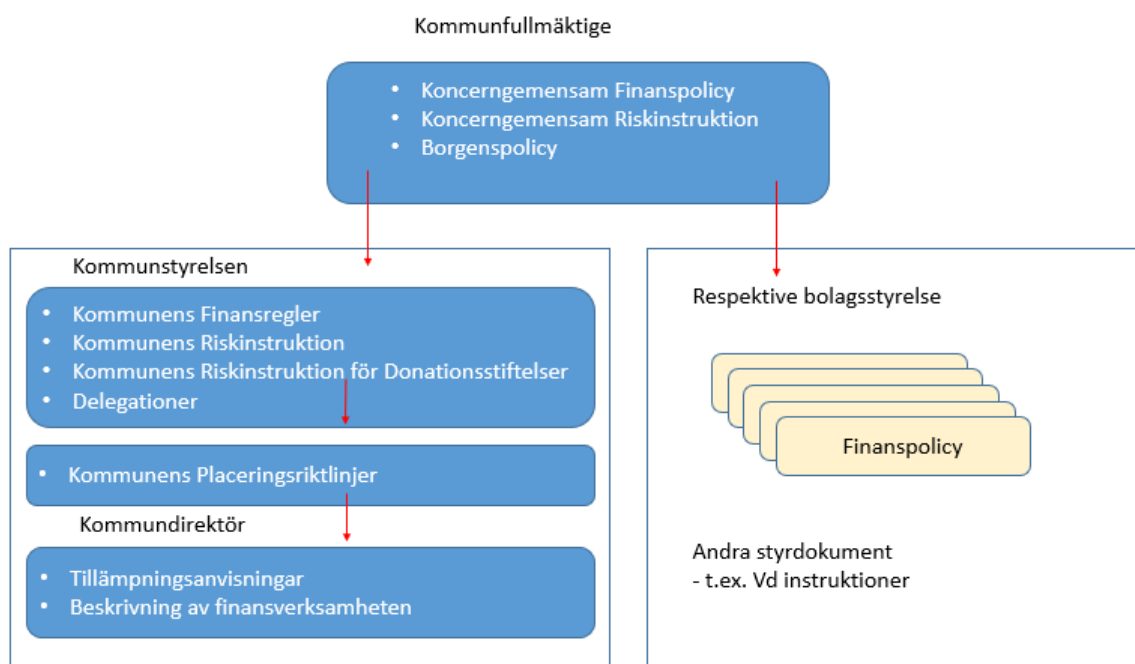 Kommunfullmäktige
• Koncerngemensam Finanspolicy
• Koncerngemensam Riskinstruktion
• Borgenspolicy
Kommunstyrelsen
• Kommunens Finansregler
• Kommunens Riskinstruktion
• Kommunens Riskinstruktion för Donationsstiftelser
• Delegationer
• Kommunens Placeringsriktlinjer
Kommundirektör
• Tillämpningsanvisningar
• Beskrivning av finansverksamheten
Respektive bolagsstyrelse
Finanspolicy
Andra styrdokument
- t.ex. Vd instruktioner